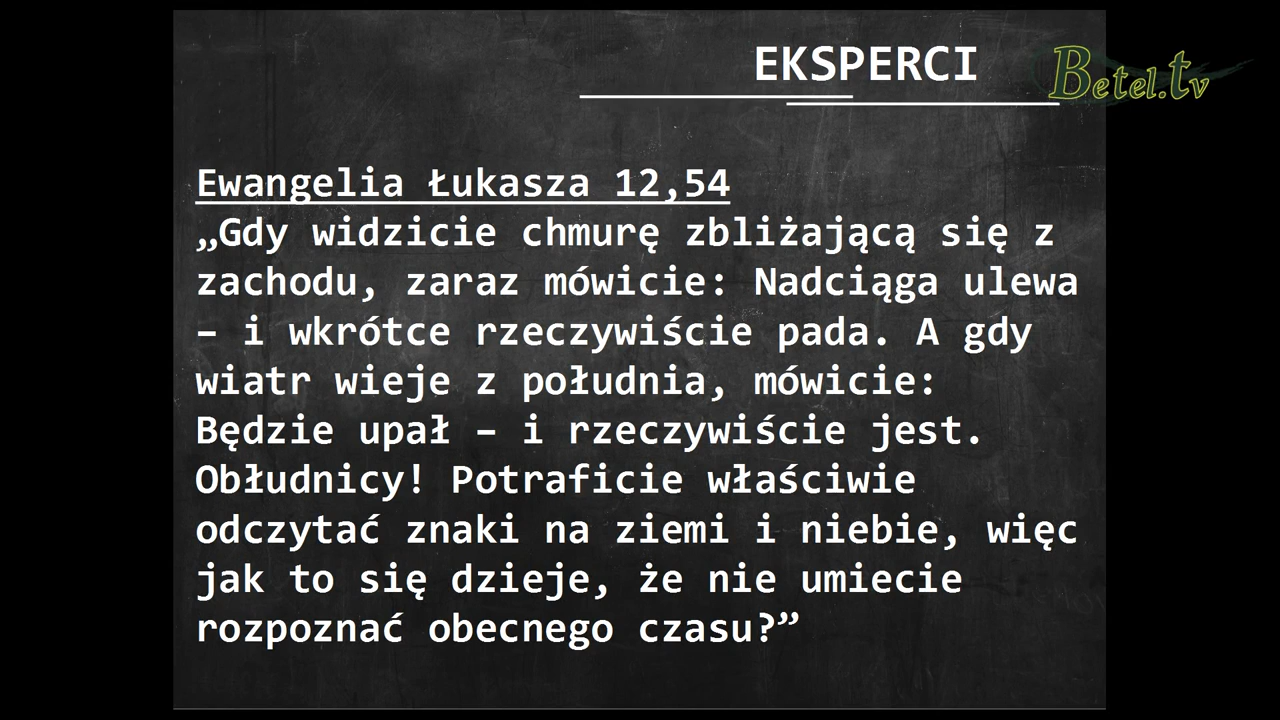 EKSPERCI
Betel.tv
Ewangelia Łukasza 12,54
„Gdy widzicie chmurę zbliżającą się z
zachodu, zaraz mówicie: Nadciąga ulewa
– i wkrótce rzeczywiście pada. A gdy
wiatr wieje z południa, mówicie:
Będzie upał – i rzeczywiście jest.
Obłudnicy! Potraficie właściwie
odczytać znaki na ziemi i niebie, więc
jak to się dzieje, że nie umiecie
rozpoznać obecnego czasu?”